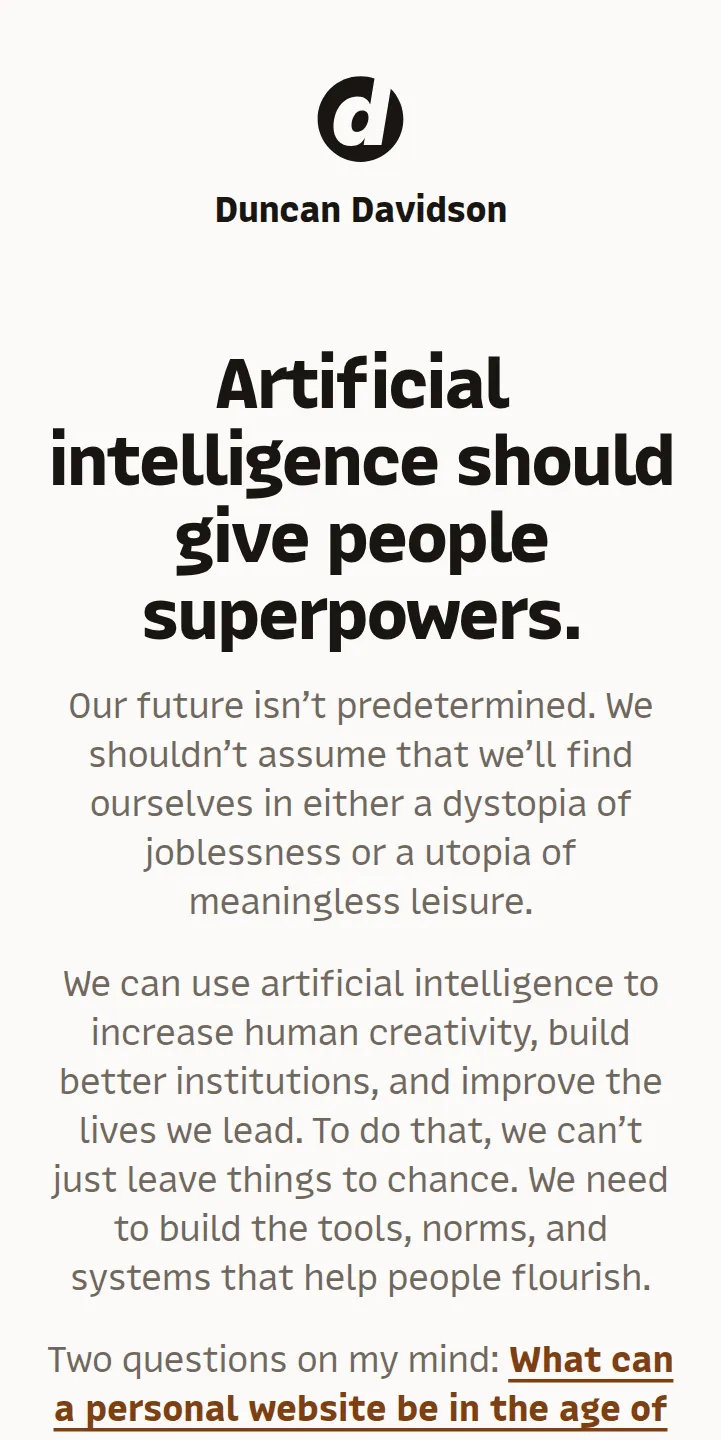 d
Duncan Davidson
Artificial
intelligence should
give people
superpowers.
Our future isn’t predetermined. We
shouldn’t assume that we’ll find
ourselves in either a dystopia of
joblessness or a utopia of
meaningless leisure.
We can use artificial intelligence to
increase human creativity, build
better institutions, and improve the
lives we lead. To do that, we can’t
just leave things to chance. We need
to build the tools, norms, and
systems that help people flourish.
Two questions on my mind: What can
a personal website be in the age of